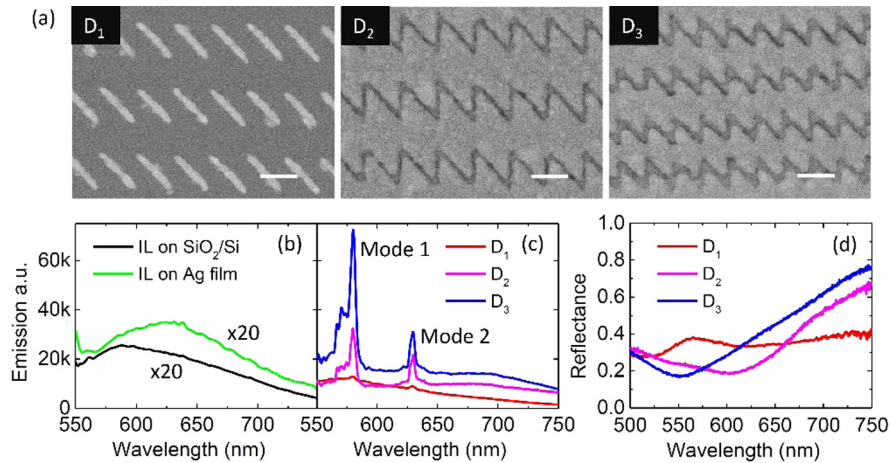 (a)
D1
D2
D3
60k
40k
20k
0
Emission a.u.
IL on SiO2/Si
IL on Ag film
(b)
x20
x20
550 600 650 700
Wavelength (nm)
Mode 1
Mode 2
(c)
D1
D2
D3
550 600 650 700 750
Wavelength (nm)
1.0
0.8
0.6
0.4
0.2
0.0
Reflectance
D1
D2
D3
(d)
500 550 600 650 700 750
Wavelength (nm)